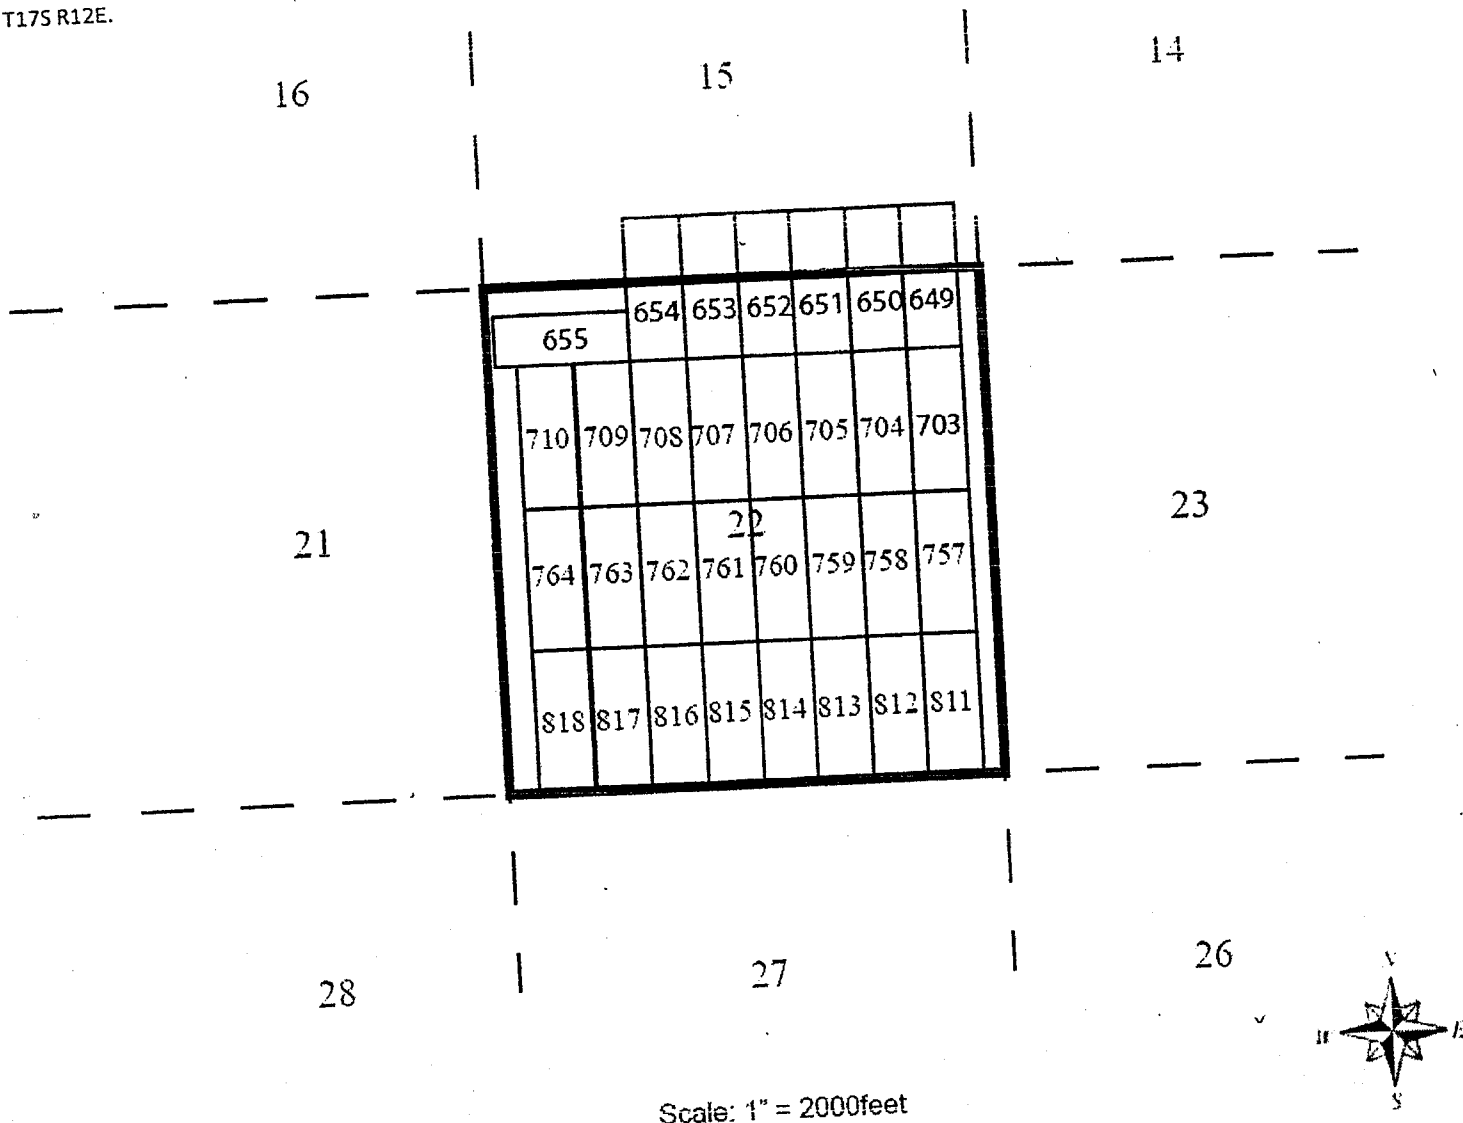 T17S R12E.
16 15 14
654 653 652 651 650 649
655
710 709 708 707 706 705 704 703
21 22 23
764 763 762 761 760 759 758 757
818 817 816 815 814 813 812 811
28 27 26
N
W E
S
Scale: 1" = 2000feet